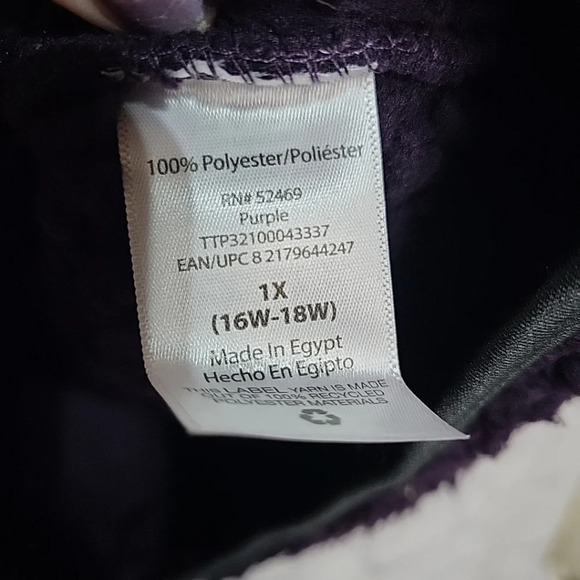 100% Polyester/Poliéster
RN# 52469
Purple
TTP32100043337
EAN/UPC 8 2179644247
1X
(16W-18W)
Made In Egypt
Hecho En Egipto
THIS LABEL YARN IS MADE
OUT OF 100% RECYCLED
POLYESTER MATERIALS